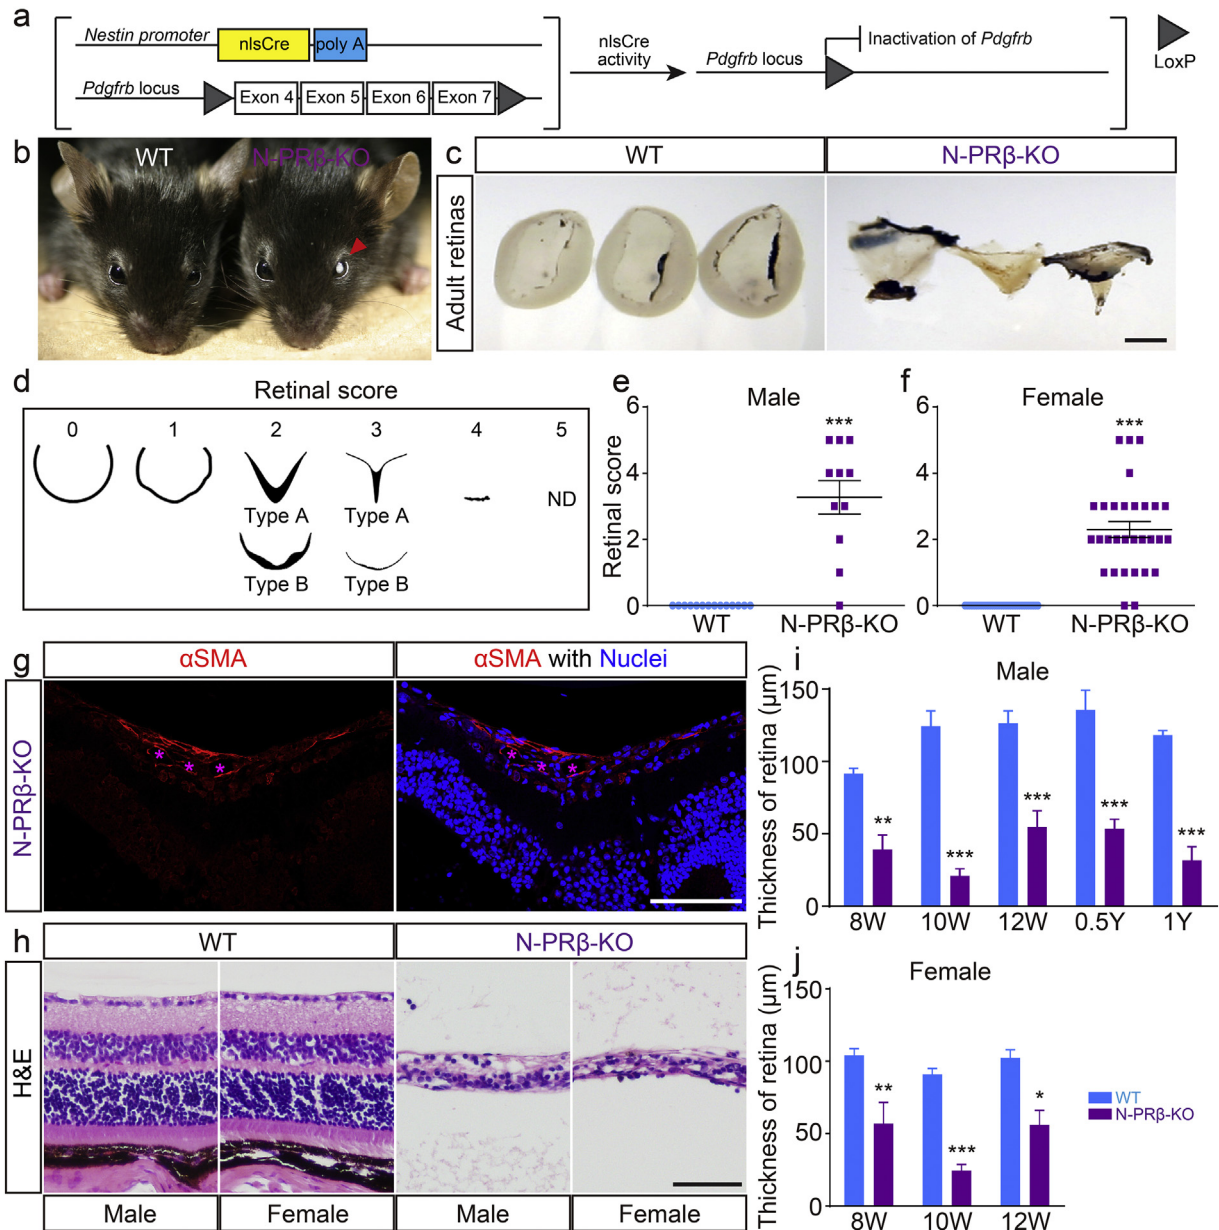 a
Nestin promoter nlsCre poly A
Pdgfrb locus Exon 4 Exon 5 Exon 6 Exon 7
nlsCre
activity
Pdgfrb locus
Inactivation of Pdgfrb
LoxP
b
WT N-PRβ-KO
c
WT N-PRβ-KO
Adult retinas
d
Retinal score
0 1 2 3 4 5
Type A Type A ND
Type B Type B
e
Male
Retinal score
6
4
2
0
***
WT N-PRβ-KO
f
Female
6
4
2
0
***
WT N-PRβ-KO
g
αSMA αSMA with Nuclei
N-PRβ-KO
* * *
* * *
h
WT N-PRβ-KO
H&E
Male Female Male Female
i
Male
Thickness of retina (μm)
150
100
50
0
** *** *** *** ***
8W 10W 12W 0.5Y 1Y
j
Female
Thickness of retina (μm)
150
100
50
0
** *** *
8W 10W 12W
WT
N-PRβ-KO